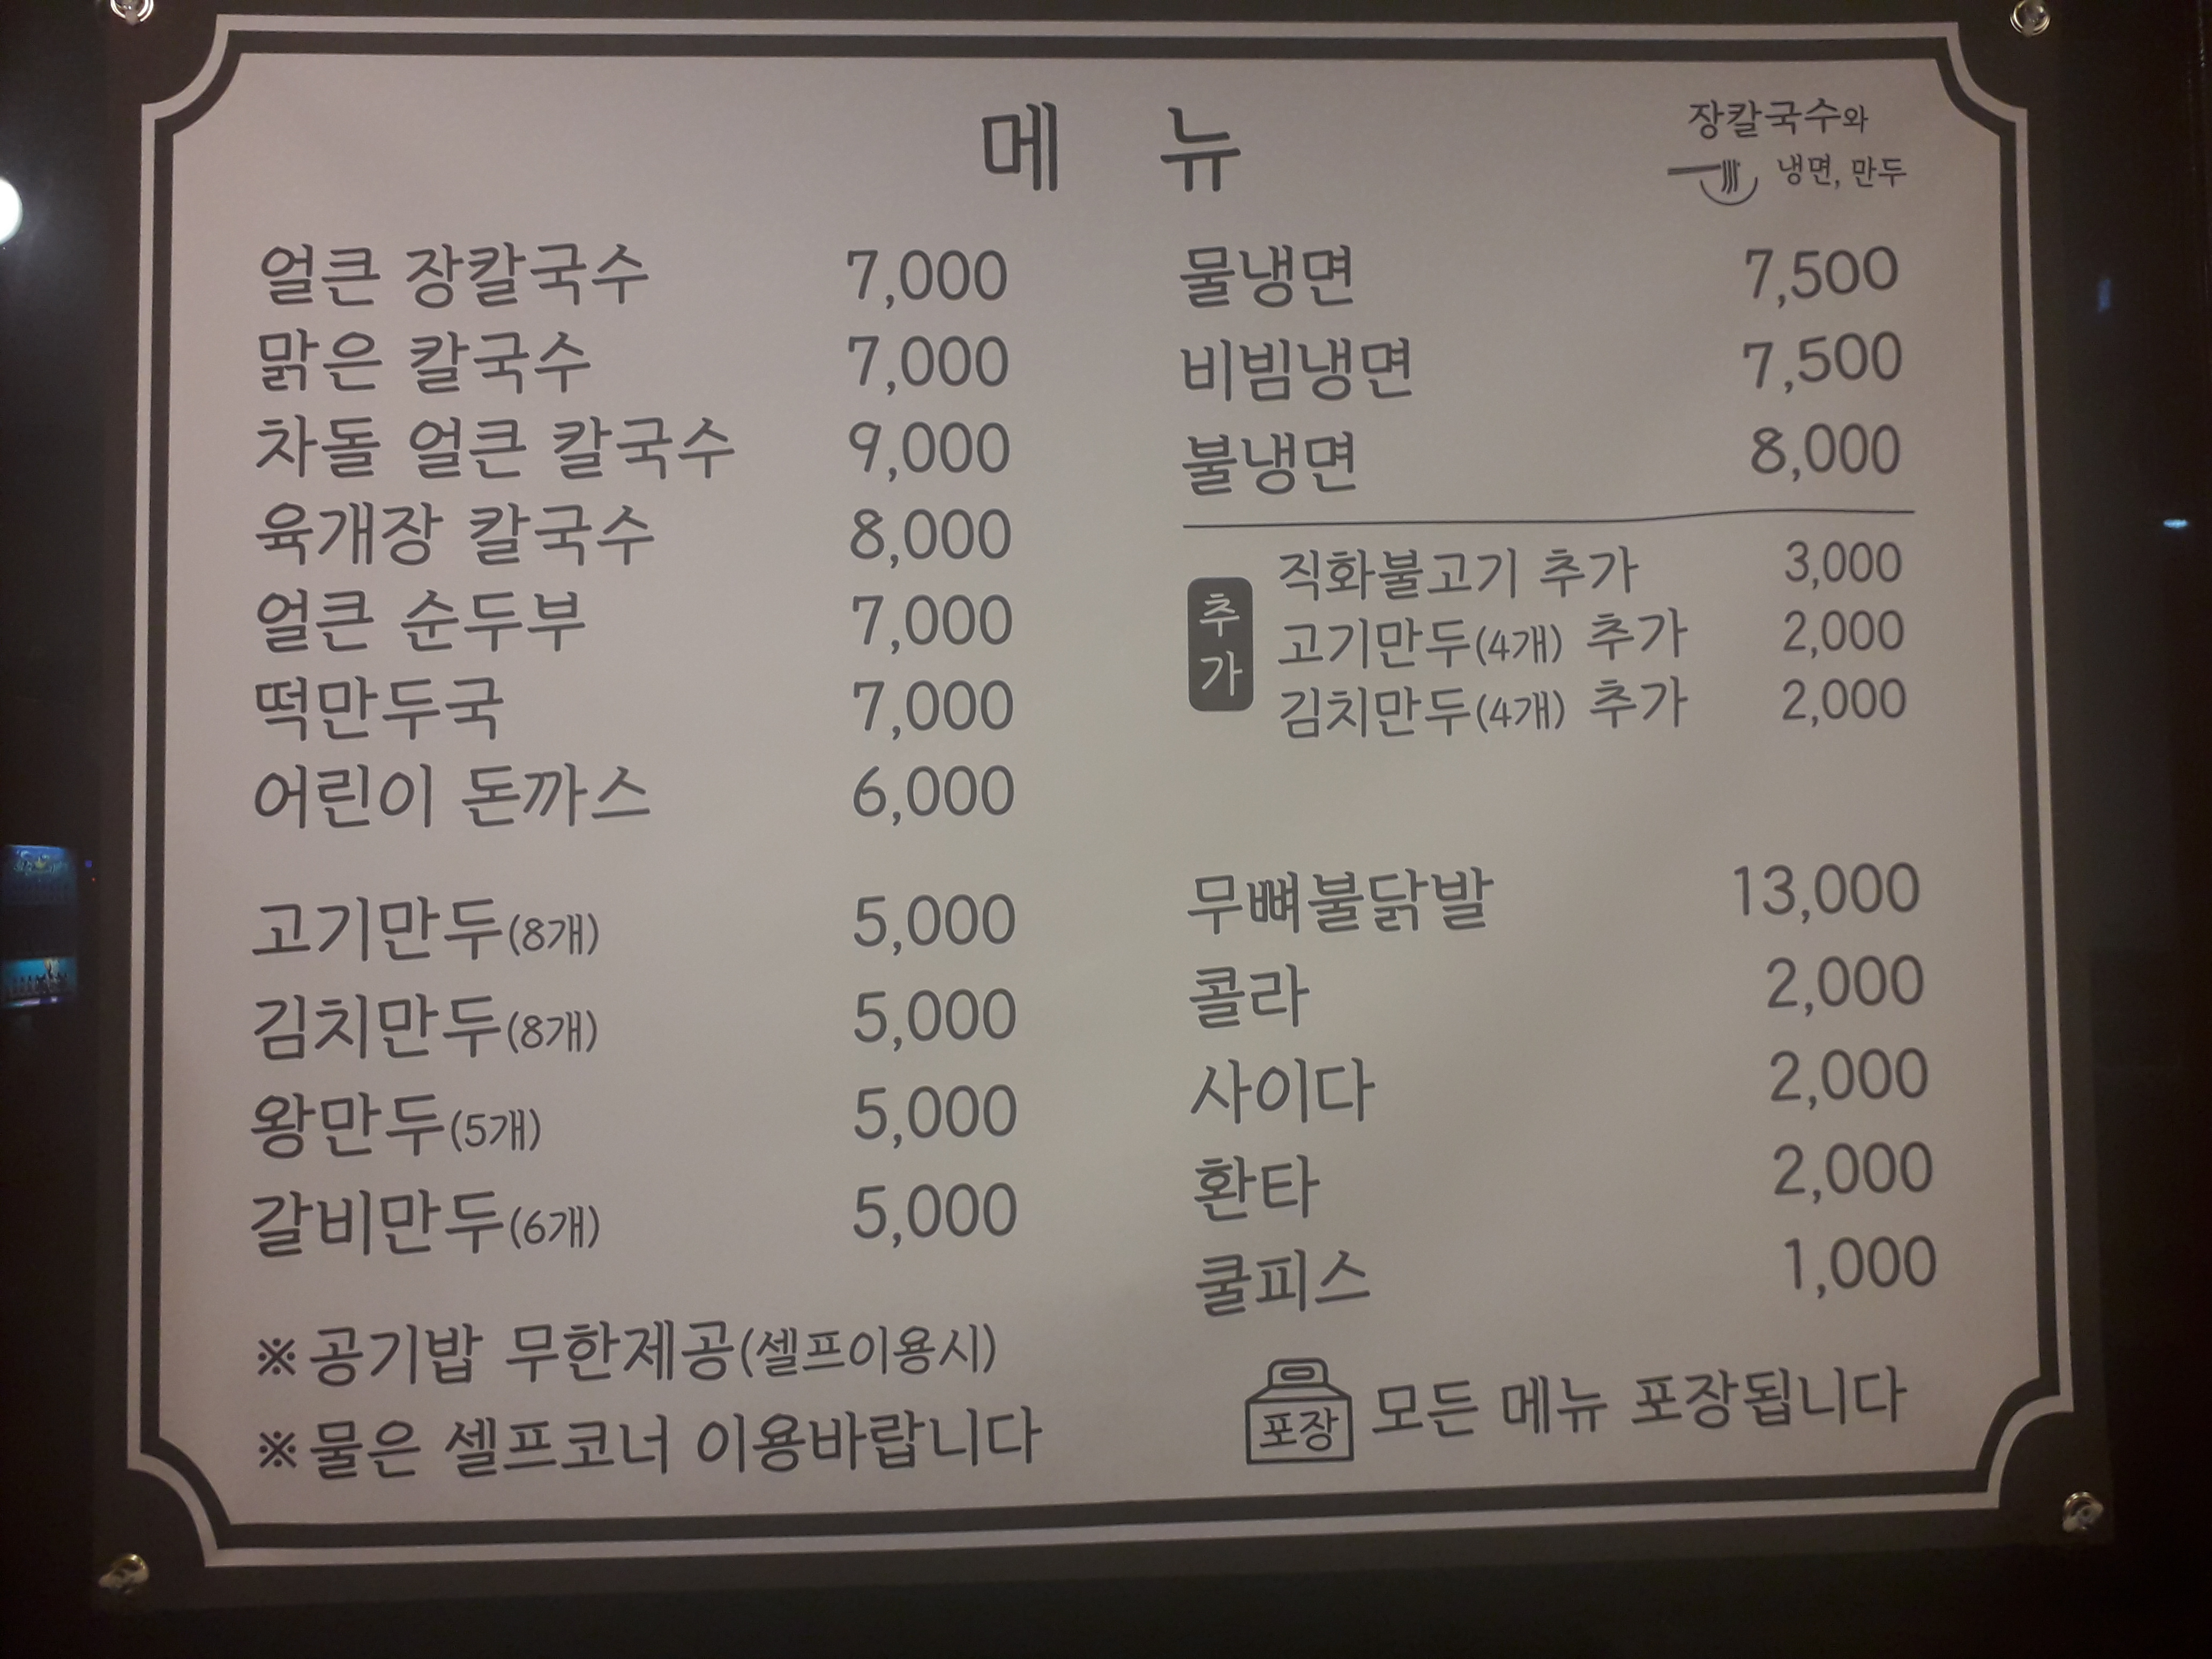 메 뉴
장칼국수와
냉면, 만두
얼큰 장칼국수 7,000
맑은 칼국수 7,000
차돌 얼큰 칼국수 9,000
육개장 칼국수 8,000
얼큰 순두부 7,000
떡만두국 7,000
어린이 돈까스 6,000
고기만두(8개) 5,000
김치만두(8개) 5,000
왕만두(5개) 5,000
갈비만두(6개) 5,000
※ 공기밥 무한제공(셀프이용시)
※ 물은 셀프코너 이용바랍니다
물냉면 7,500
비빔냉면 7,500
불냉면 8,000
추가
직화불고기 추가 3,000
고기만두(4개) 추가 2,000
김치만두(4개) 추가 2,000
무뼈불닭발 13,000
콜라 2,000
사이다 2,000
환타 2,000
쿨피스 1,000
포장 모든 메뉴 포장됩니다